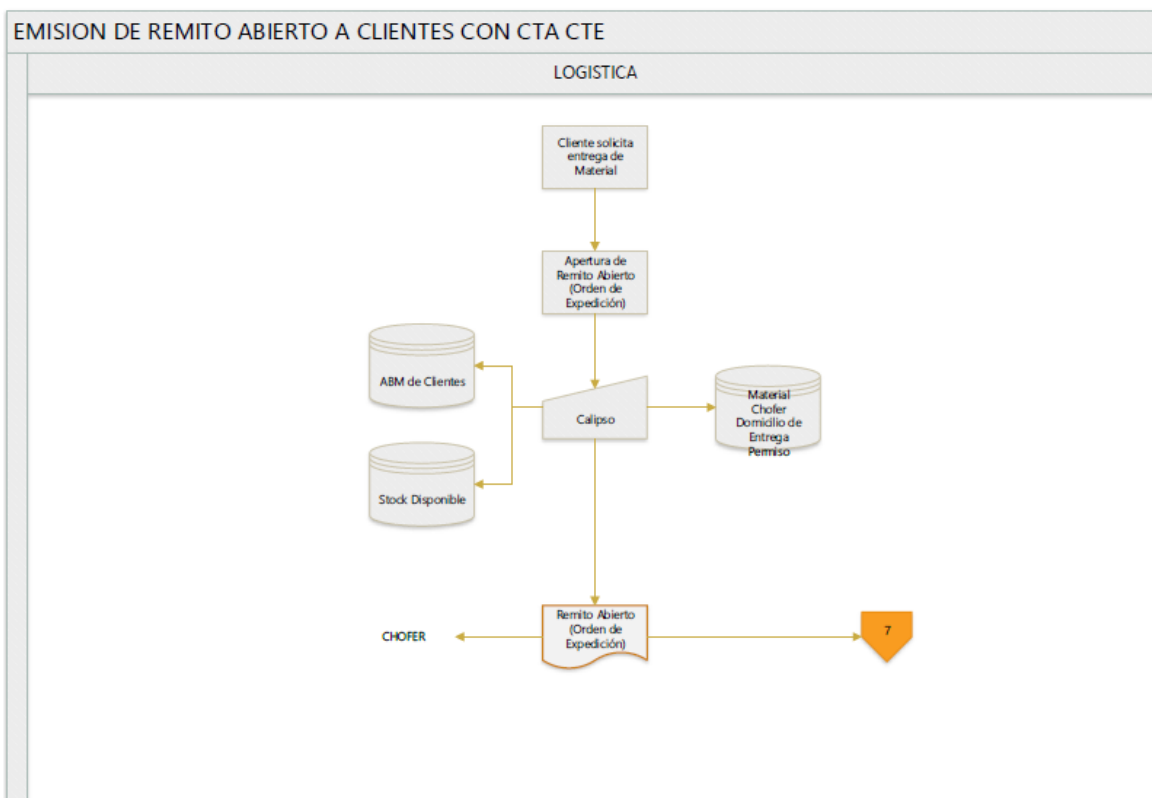 EMISION DE REMITO ABIERTO A CLIENTES CON CTA CTE
LOGISTICA
Cliente solicita
entrega de
Material
Apertura de
Remito Abierto
(Orden de
Expedición)
ABM de Clientes
Calipso
Material
Chofer
Domicilio de
Entrega
Permiso
Stock Disponible
CHOFER
Remito Abierto
(Orden de
Expedición)
7